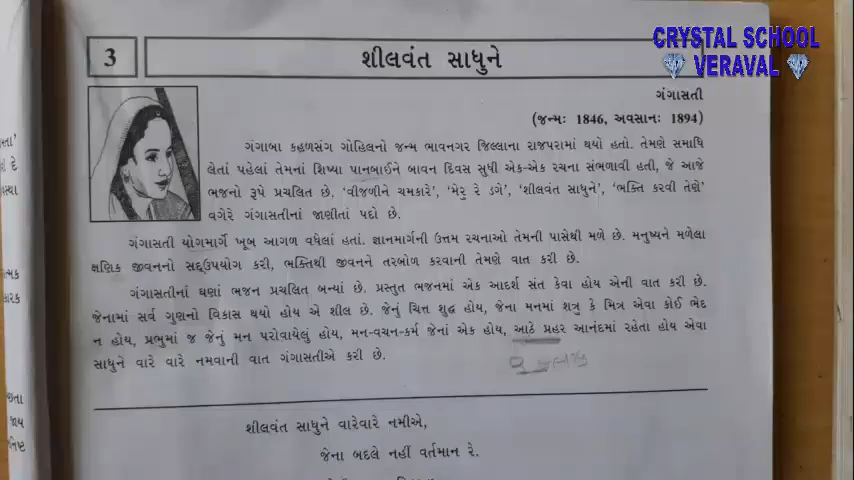 CRYSTAL SCHOOL
VERAVAL
3
શીલવંત સાધુને
ગંગાસતી
(જન્મઃ 1846, અવસાનઃ 1894)
ગંગાબા કહળસંગ ગોહિલનો જન્મ ભાવનગર જિલ્લાના રાજપરામાં થયો હતો. તેમણે સમાધિ
લેતાં પહેલાં તેમનાં શિષ્યા પાનબાઈને બાવન દિવસ સુધી એક-એક રચના સંભળાવી હતી, જે આજે
ભજનો રૂપે પ્રચલિત છે. ‘વીજળીને ચમકારે’, ‘મેરુ રે ડગે’, ‘શીલવંત સાધુને’, ‘ભક્તિ કરવી તેણે’
વગેરે ગંગાસતીનાં જાણીતાં પદો છે.
ગંગાસતી યોગમાર્ગે ખૂબ આગળ વધેલાં હતાં. જ્ઞાનમાર્ગની ઉત્તમ રચનાઓ તેમની પાસેથી મળે છે. મનુષ્યને મળેલા
ક્ષણિક જીવનનો સદ્ઉપયોગ કરી, ભક્તિથી જીવનને તરબોળ કરવાની તેમણે વાત કરી છે.
ગંગાસતીનાં ઘણાં ભજન પ્રચલિત બન્યાં છે. પ્રસ્તુત ભજનમાં એક આદર્શ સંત કેવા હોય એની વાત કરી છે.
જેનામાં સર્વ ગુણનો વિકાસ થયો હોય એ શીલ છે. જેનું ચિત્ત શુદ્ધ હોય, જેના મનમાં શત્રુ કે મિત્ર એવા કોઈ ભેદ
ન હોય, પ્રભુમાં જ જેનું મન પરોવાયેલું હોય, મન-વચન-કર્મ જેનાં એક હોય, આઠે પ્રહર આનંદમાં રહેતા હોય એવા
સાધુને વારે વારે નમવાની વાત ગંગાસતીએ કરી છે.
શીલવંત સાધુને વારેવારે નમીએ,
જેના બદલે નહીં વર્તમાન રે.